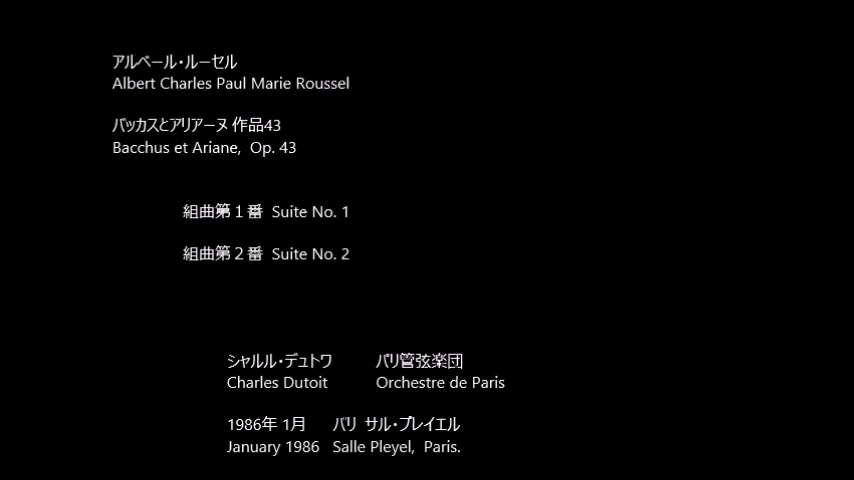 アルベール・ルーセル
Albert Charles Paul Marie Roussel
バッカスとアリアーヌ 作品43
Bacchus et Ariane, Op. 43
組曲第１番 Suite No. 1
組曲第２番 Suite No. 2
シャルル・デュトワ パリ管弦楽団
Charles Dutoit Orchestre de Paris
1986年 1月 パリ サル・プレイエル
January 1986 Salle Pleyel, Paris.